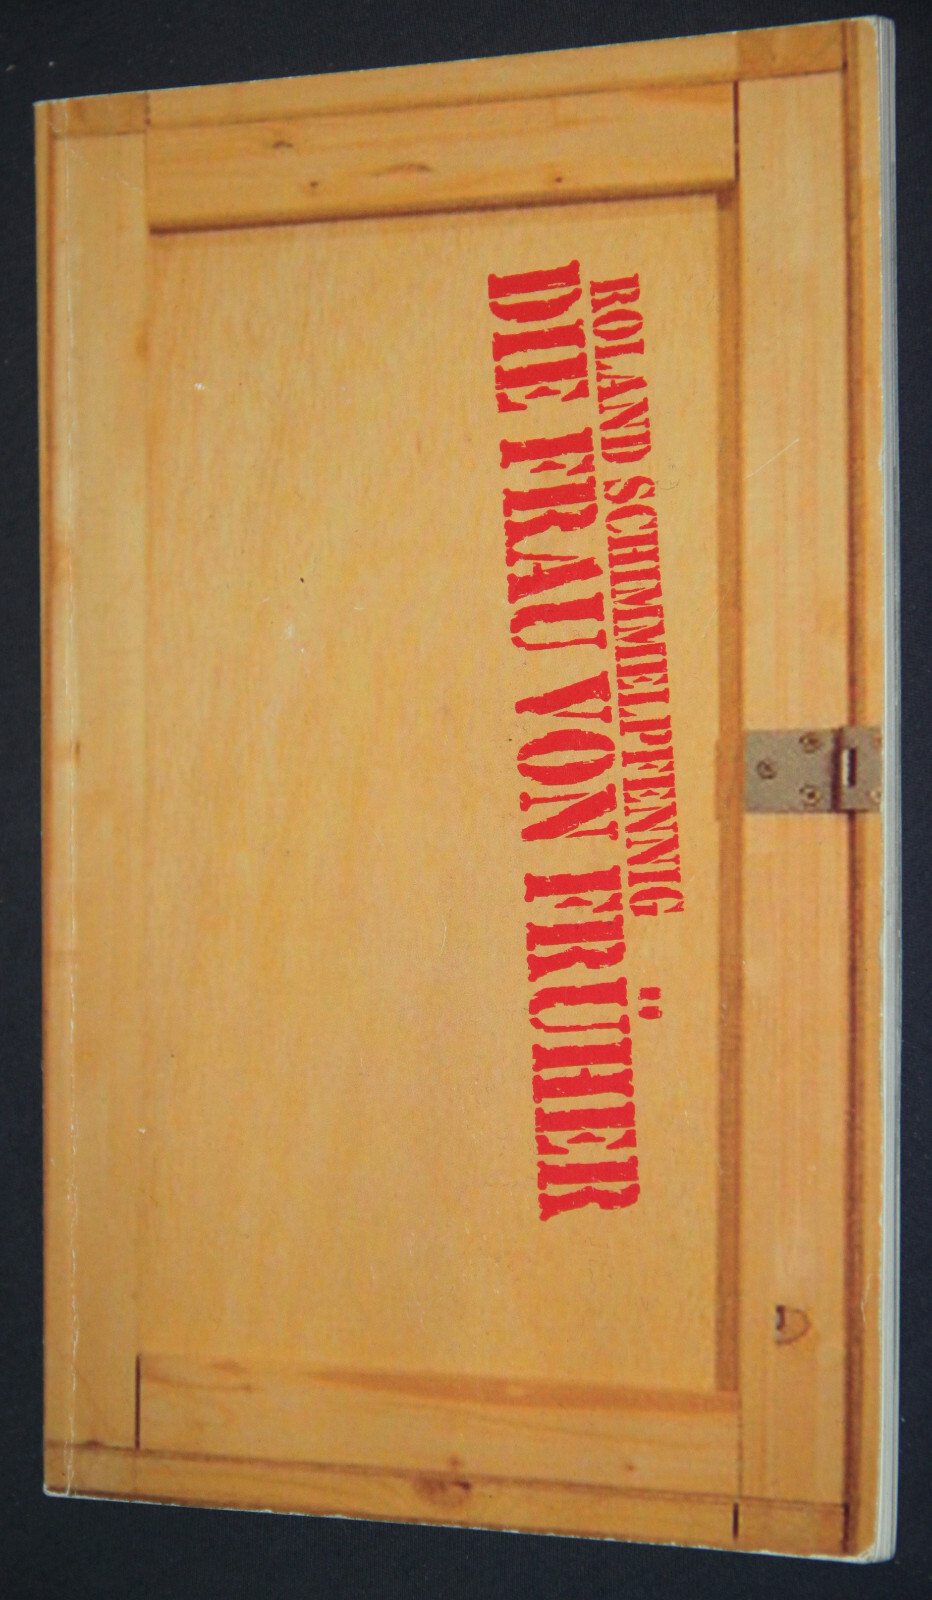 ROLAND SCHIMMELPFENNIG
DIE FRAU VON FRÜHER